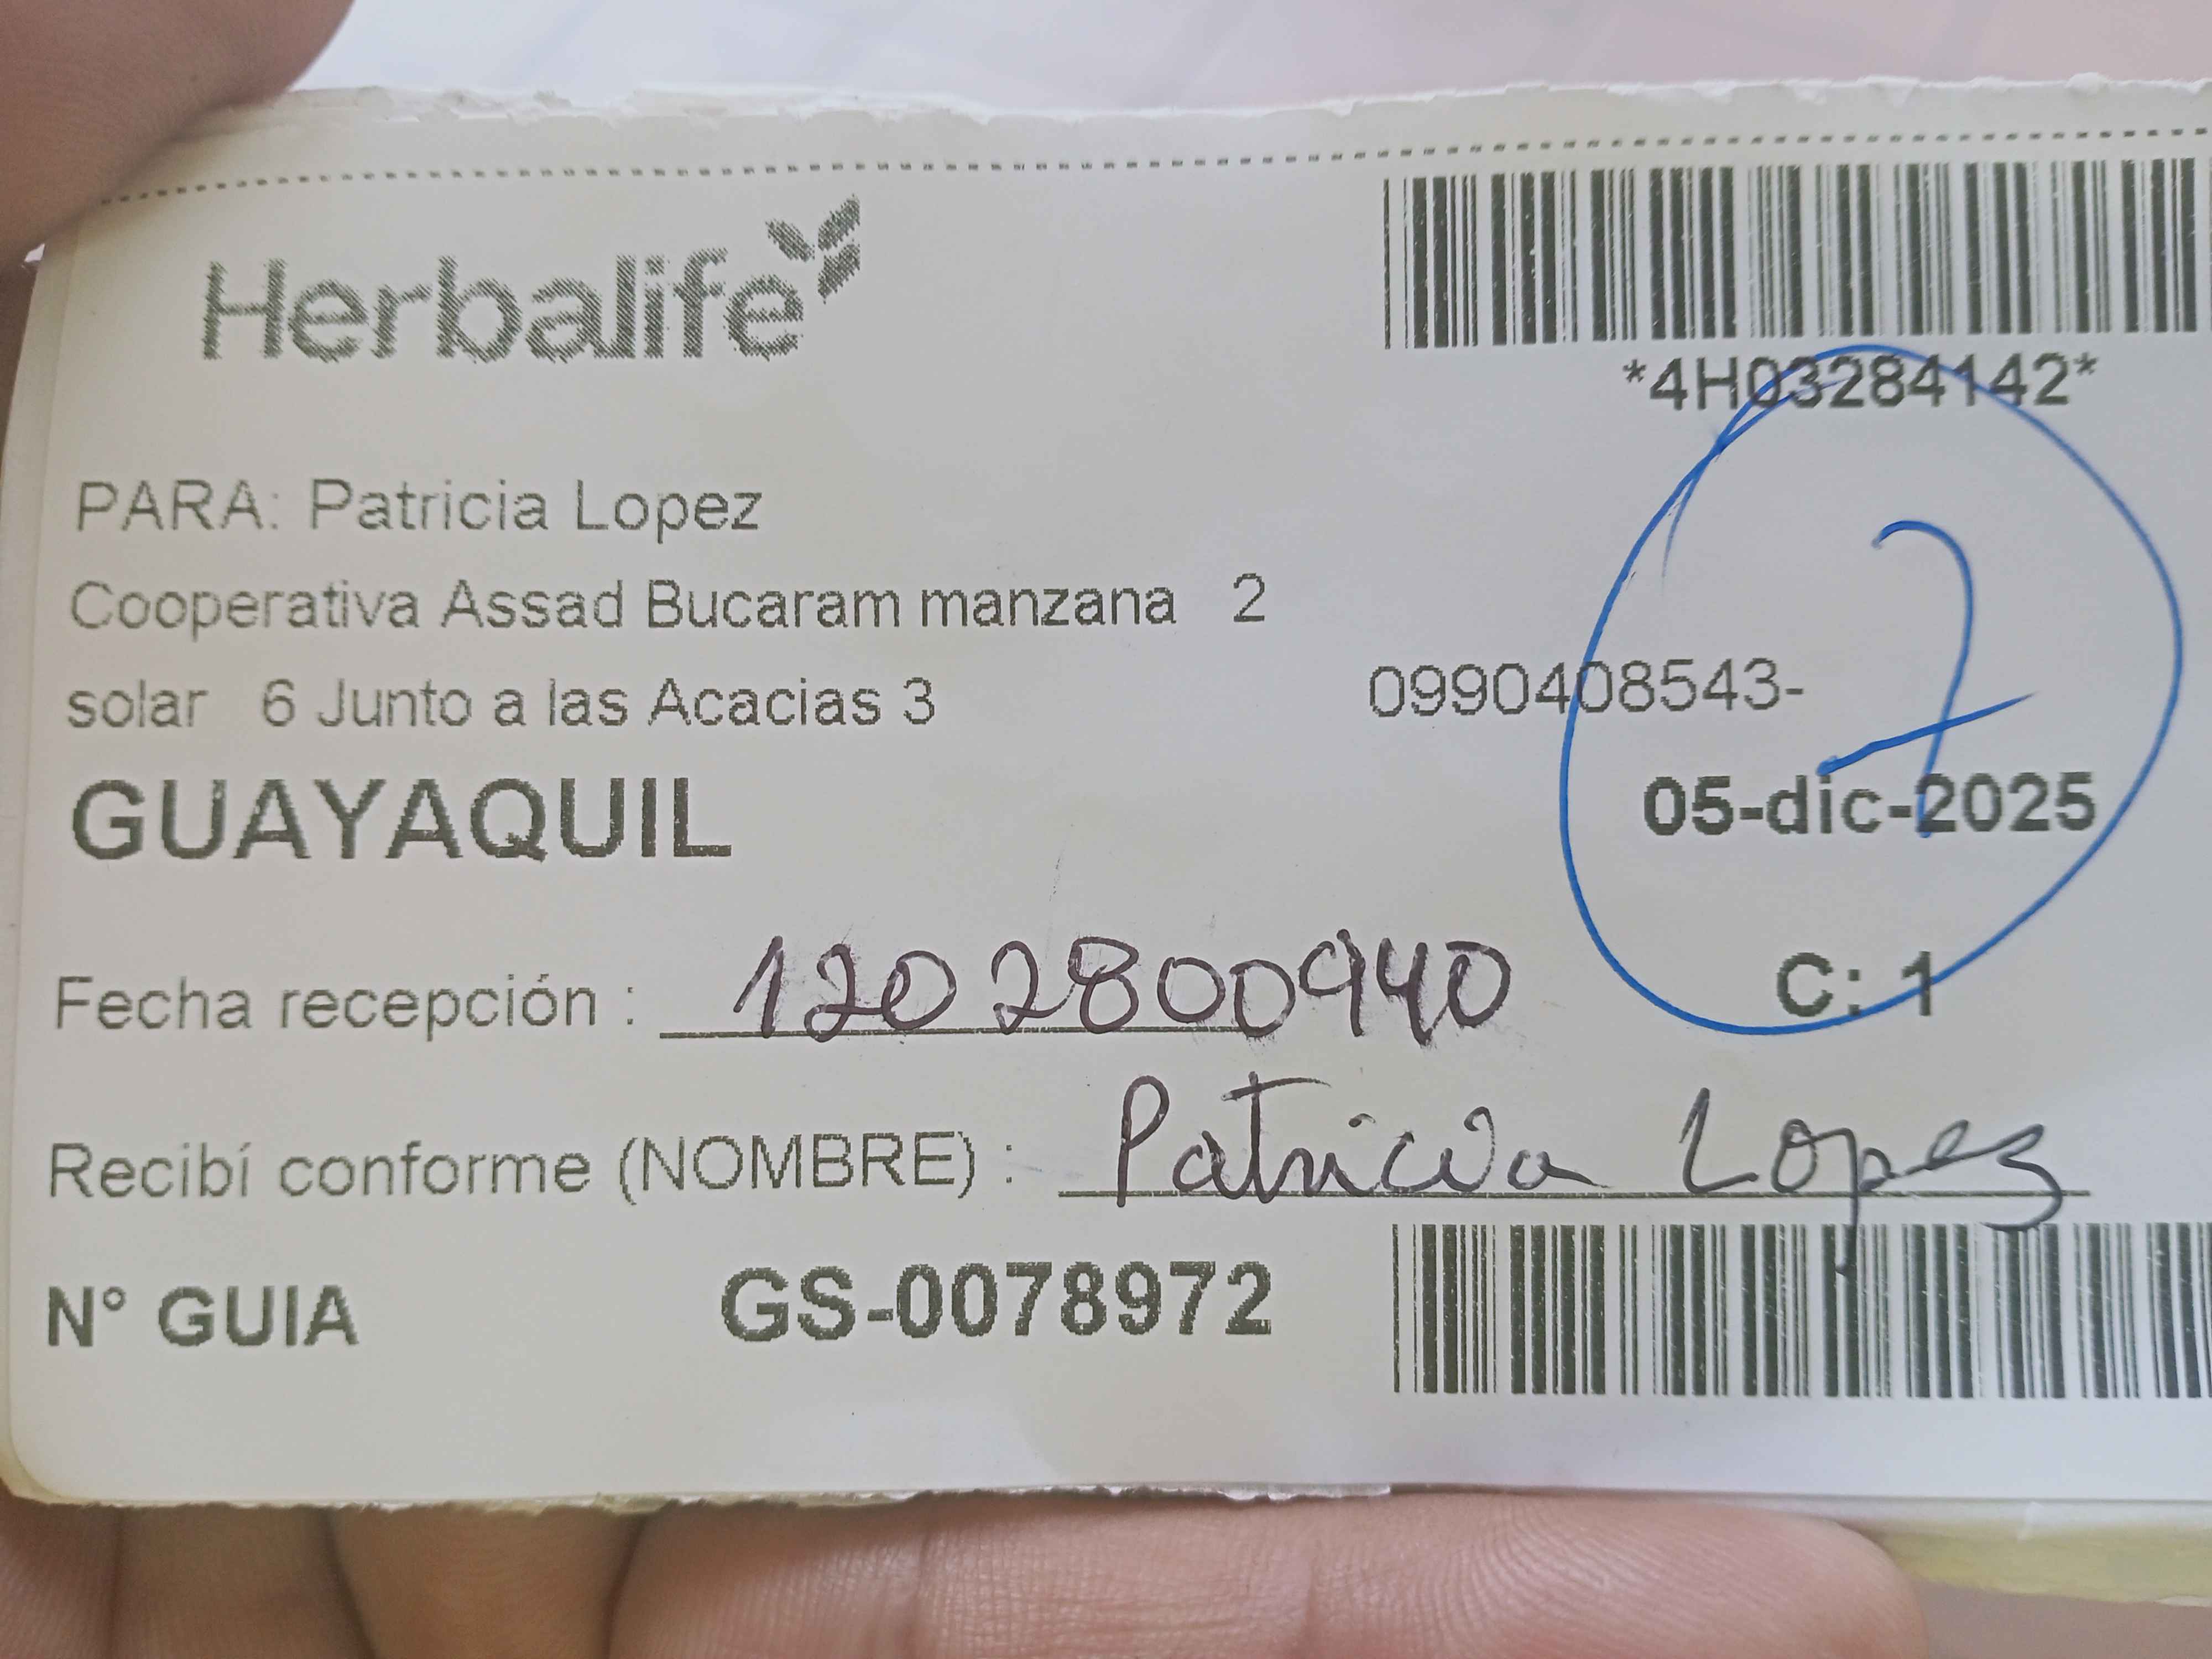 Herbalife
*4H03284142*
PARA: Patricia Lopez
Cooperativa Assad Bucaram manzana 2
solar 6 Junto a las Acacias 3
0990408543-
7
GUAYAQUIL
05-dic-2025
Fecha recepción : 1202800940
C: 1
Recibí conforme (NOMBRE) : Patricia Lopez
N° GUIA GS-0078972